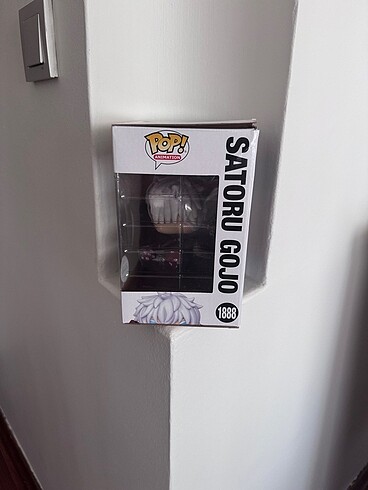 POP!
ANIMATION
SATORU GOJO
1888